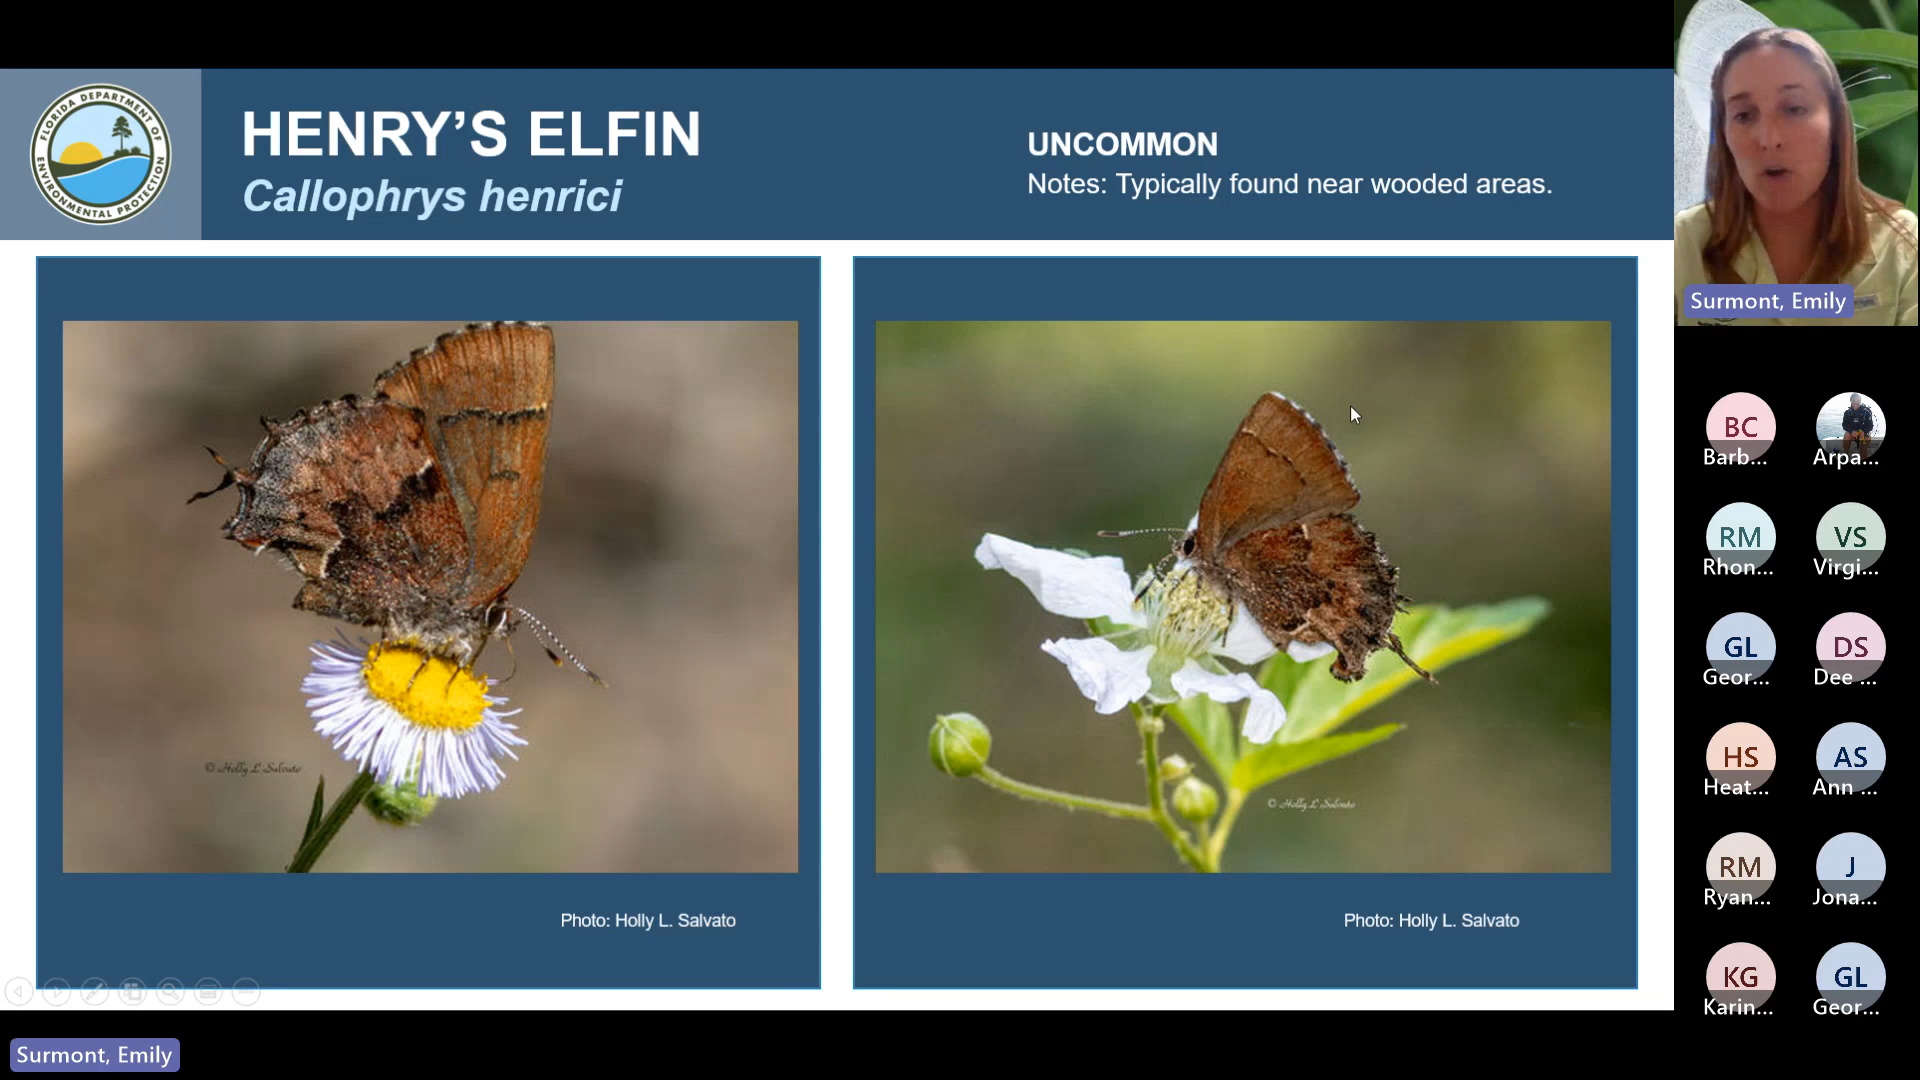 FLORIDA DEPARTMENT OF
ENVIRONMENTAL PROTECTION
HENRY’S ELFIN
Callophrys henrici
UNCOMMON
Notes: Typically found near wooded areas.
© Holly L Salvato
© Holly L Salvato
Photo: Holly L. Salvato
Photo: Holly L. Salvato
Surmont, Emily
BC
Barb...
Arpa...
RM
Rhon...
VS
Virgi...
GL
Geor...
DS
Dee ...
HS
Heat...
AS
Ann ...
RM
Ryan...
J
Jona...
KG
Karin...
GL
Geor...
Surmont, Emily